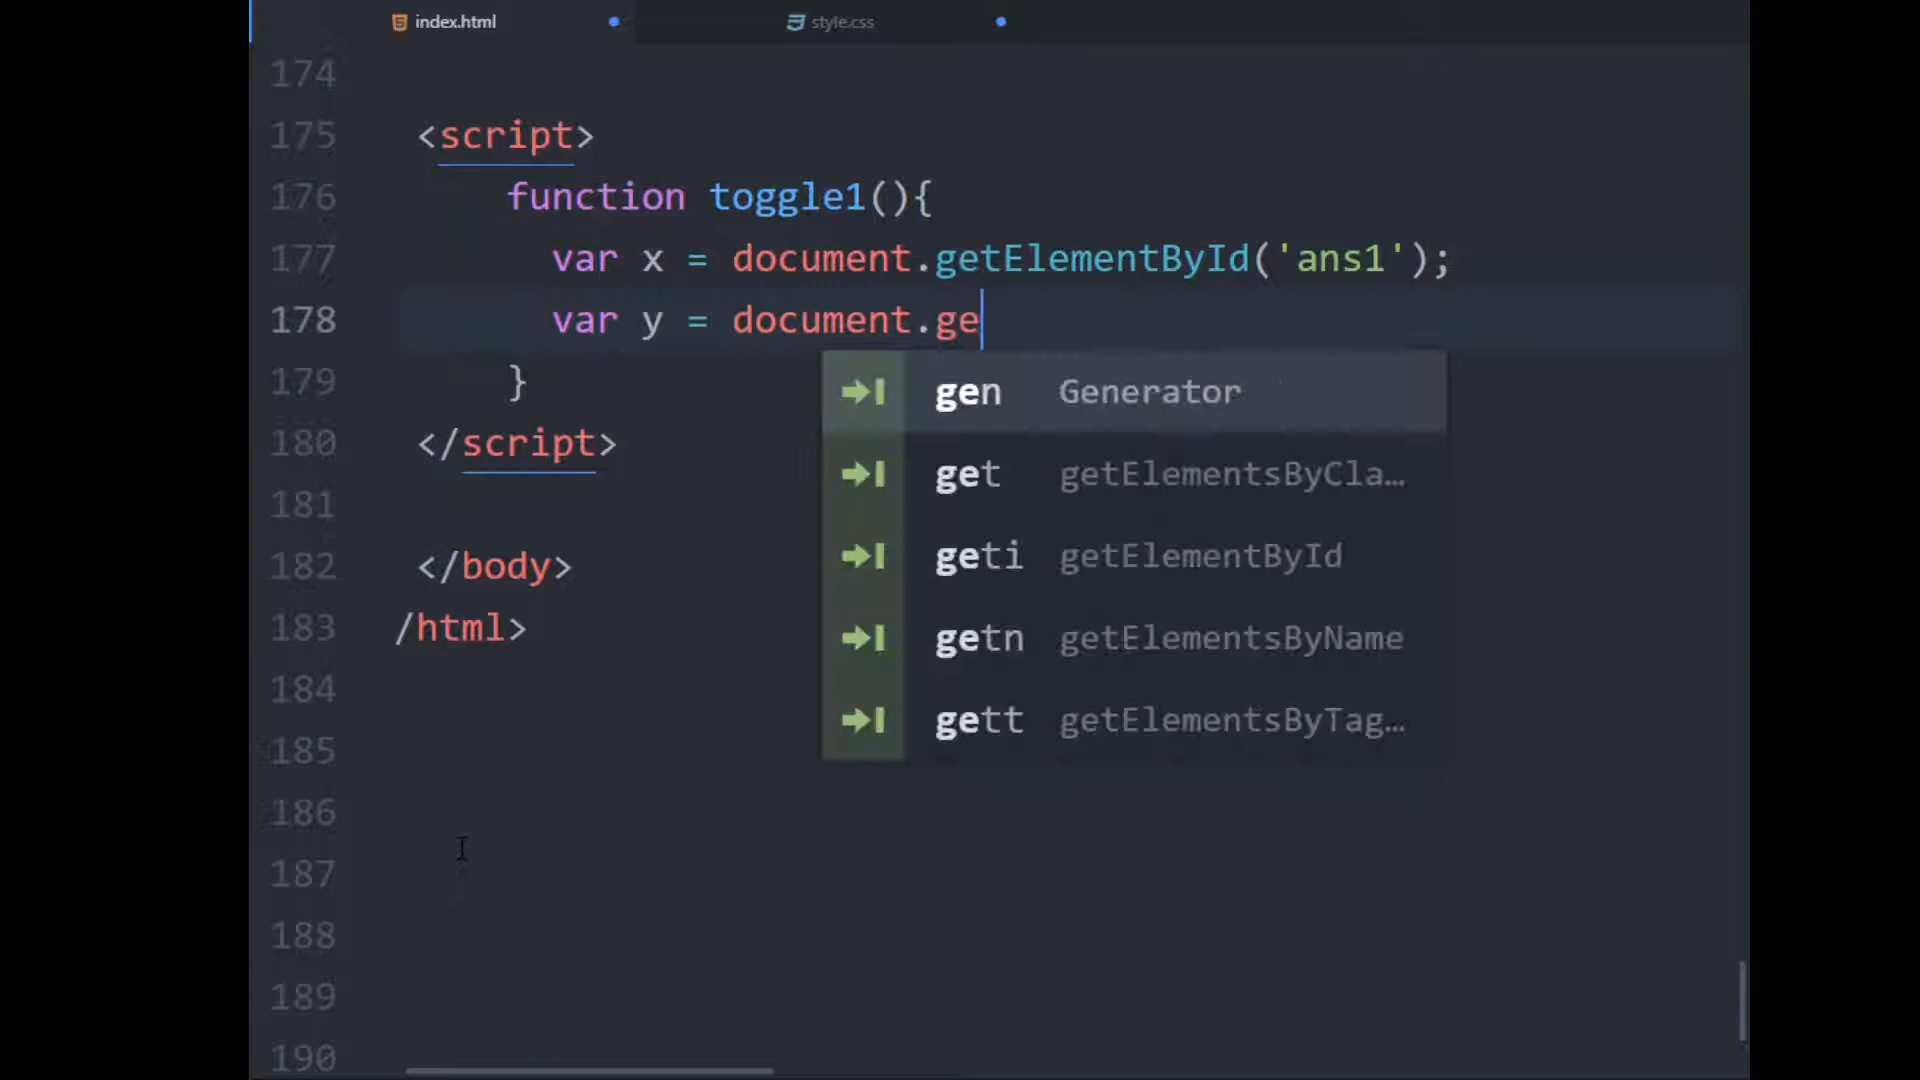 index.html
style.css
174
175 <script>
176 function toggle1(){
177 var x = document.getElementById('ans1');
178 var y = document.ge
179 }
gen Generator
180 </script>
get getElementsByCla…
181
geti getElementById
182 </body>
183 /html>
getn getElementsByName
184
gett getElementsByTag…
185
186
187
188
189
190